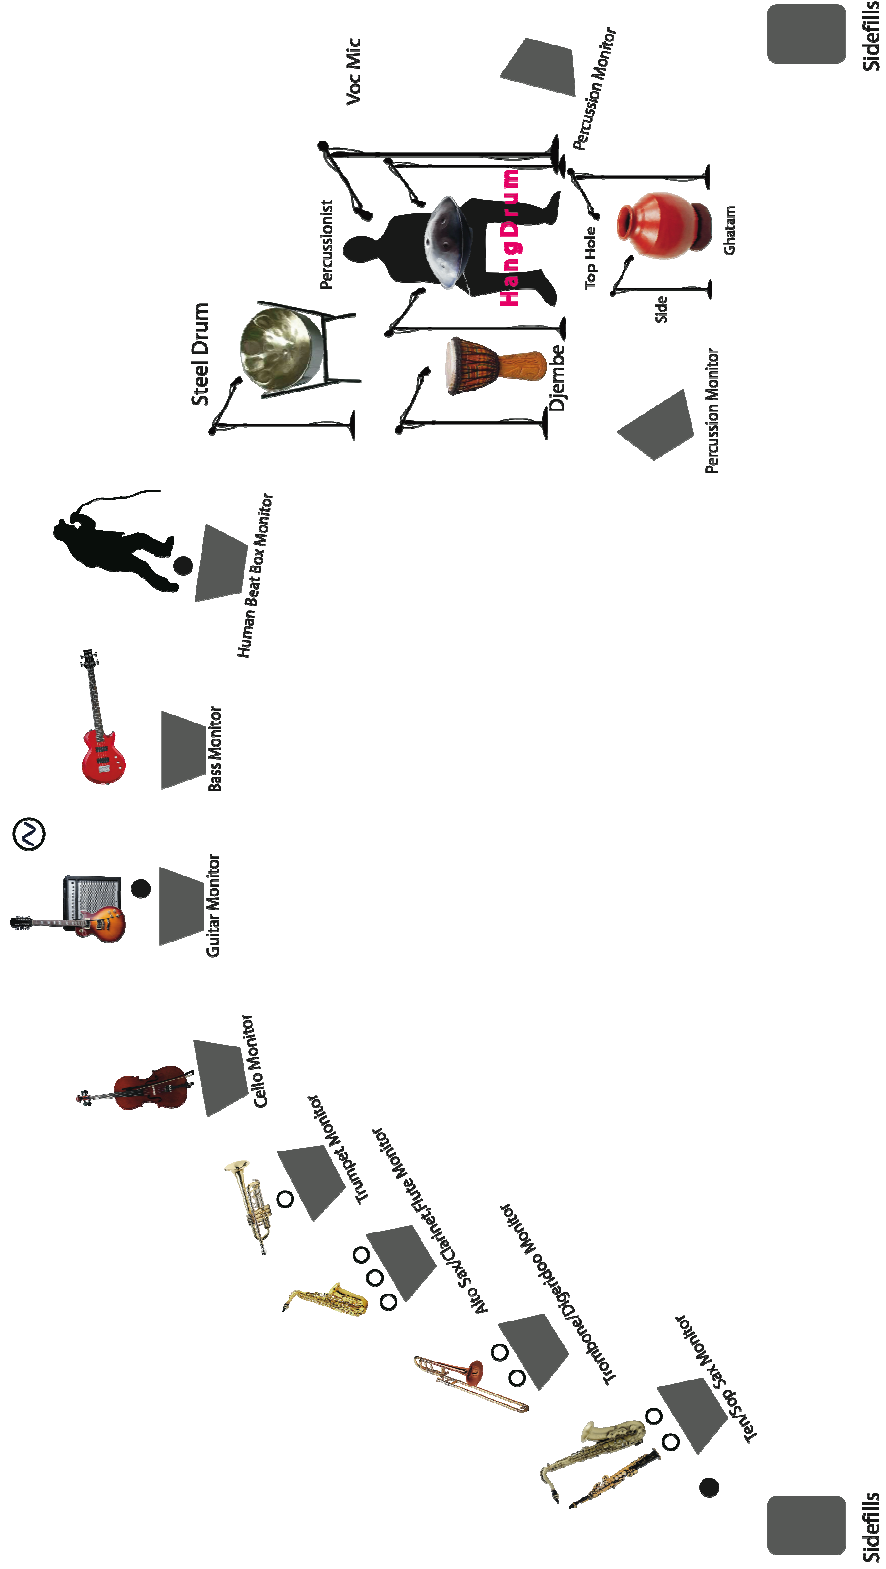 Sidefills
Ten/Sop Sax Monitor
Trombone/Digeridoo Monitor
Alto Sax/Clarinet,Flute Monitor
Trumpet Monitor
Cello Monitor
Guitar Monitor
Bass Monitor
Human Beat Box Monitor
Steel Drum
Percussionist
Voc Mic
HangDrum
Djembe
Top Hole
Side
Ghatam
Percussion Monitor
Percussion Monitor
Sidefills